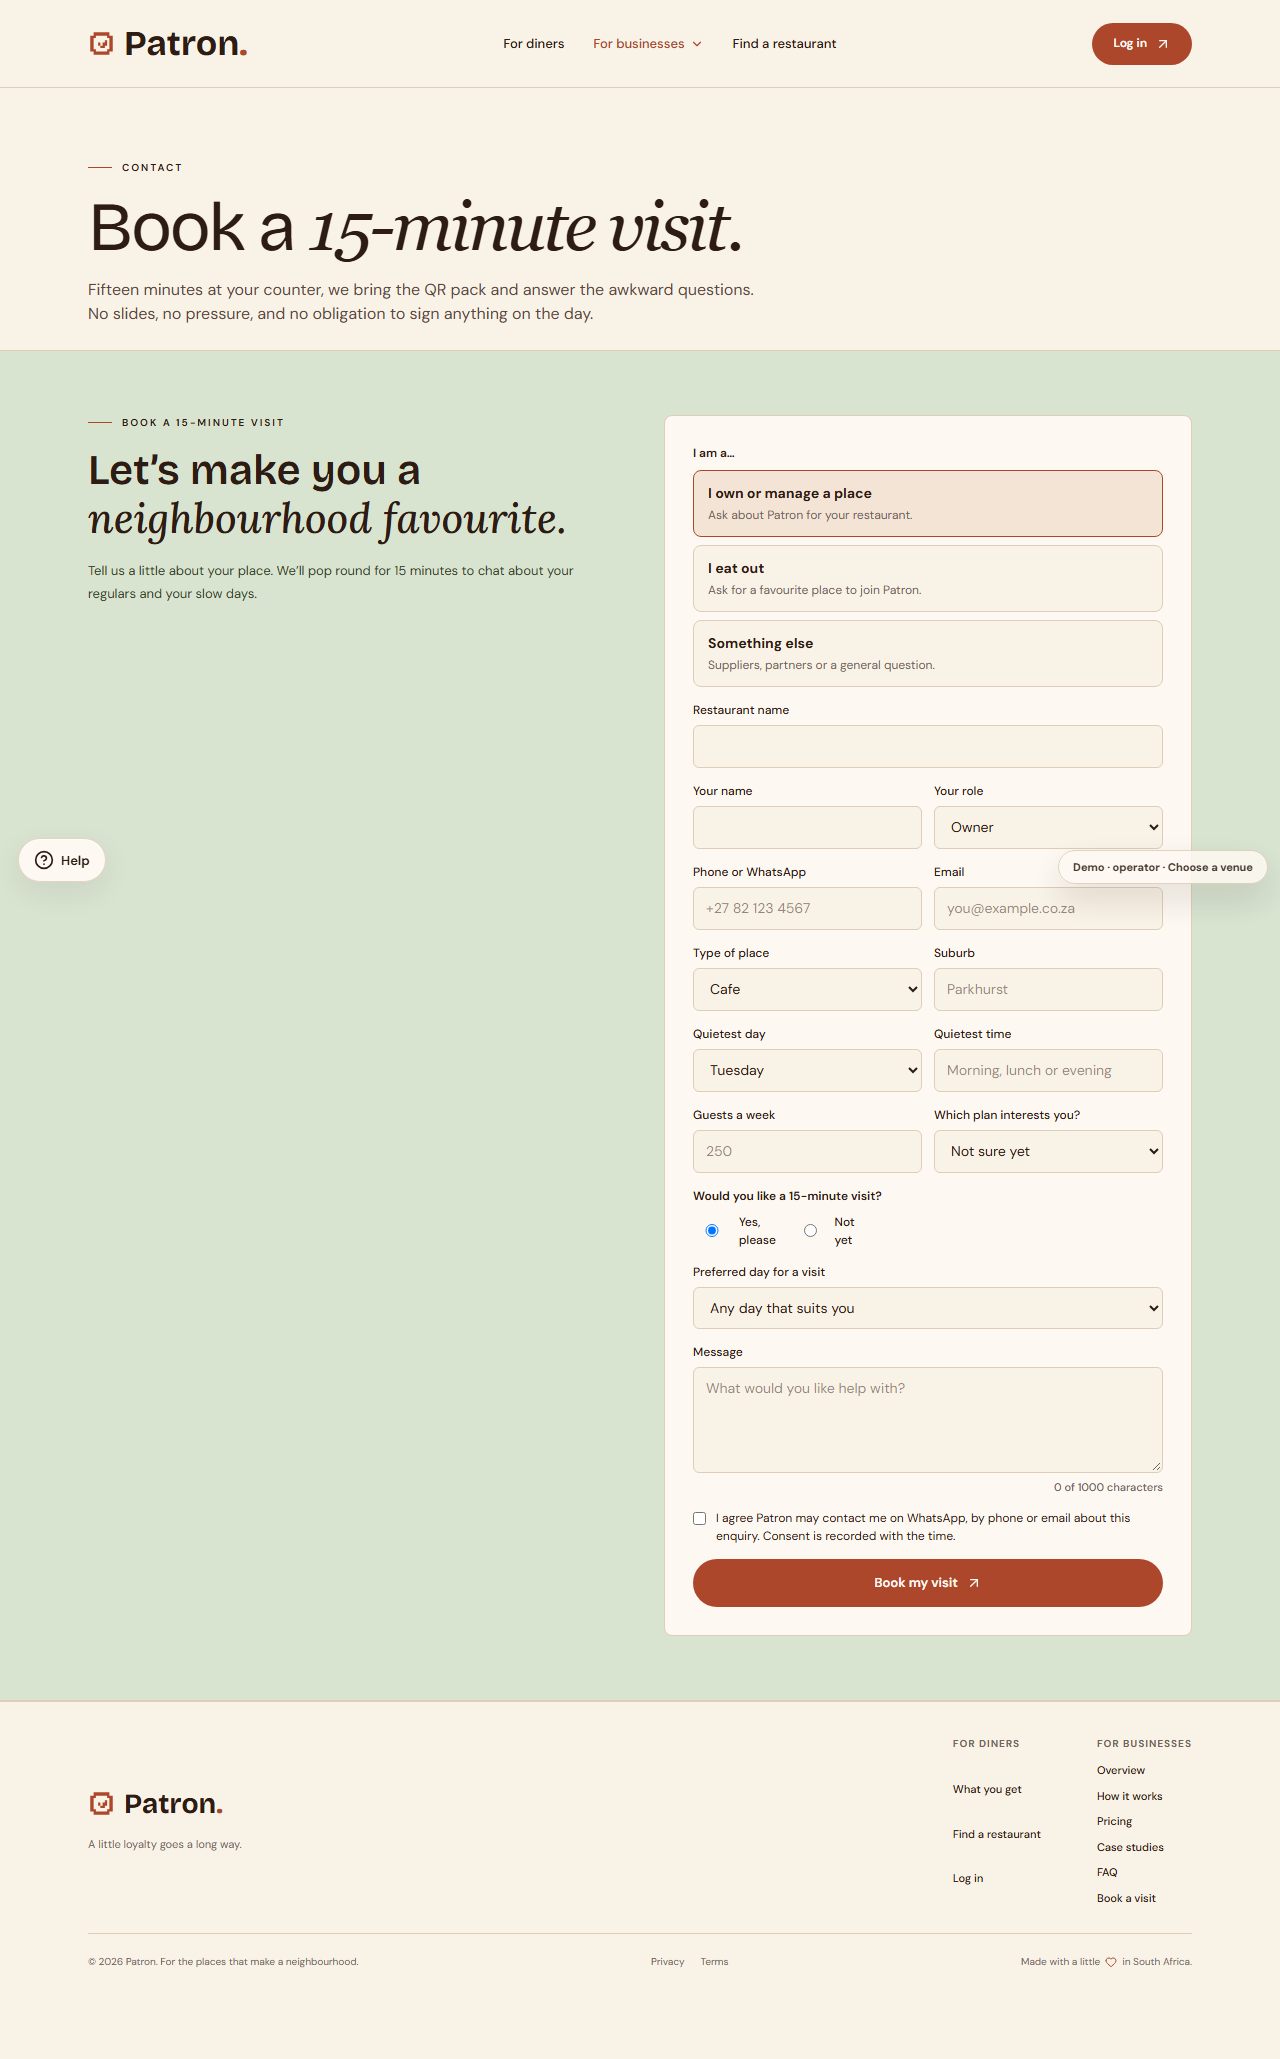 Patron.
For diners
For businesses
Find a restaurant
Log in
CONTACT
Book a 15-minute visit.
Fifteen minutes at your counter, we bring the QR pack and answer the awkward questions.
No slides, no pressure, and no obligation to sign anything on the day.
BOOK A 15-MINUTE VISIT
Let’s make you a
neighbourhood favourite.
Tell us a little about your place. We’ll pop round for 15 minutes to chat about your
regulars and your slow days.
I am a...
I own or manage a place
Ask about Patron for your restaurant.
I eat out
Ask for a favourite place to join Patron.
Something else
Suppliers, partners or a general question.
Restaurant name
Your name
Your role
Owner
Help
Demo · operator · Choose a venue
Phone or WhatsApp
Email
+27 82 123 4567
you@example.co.za
Type of place
Suburb
Cafe
Parkhurst
Quietest day
Quietest time
Tuesday
Morning, lunch or evening
Guests a week
Which plan interests you?
250
Not sure yet
Would you like a 15-minute visit?
Yes,
please
Not
yet
Preferred day for a visit
Any day that suits you
Message
What would you like help with?
0 of 1000 characters
I agree Patron may contact me on WhatsApp, by phone or email about this
enquiry. Consent is recorded with the time.
Book my visit
Patron.
A little loyalty goes a long way.
FOR DINERS
What you get
Find a restaurant
Log in
FOR BUSINESSES
Overview
How it works
Pricing
Case studies
FAQ
Book a visit
© 2026 Patron. For the places that make a neighbourhood.
Privacy
Terms
Made with a little in South Africa.